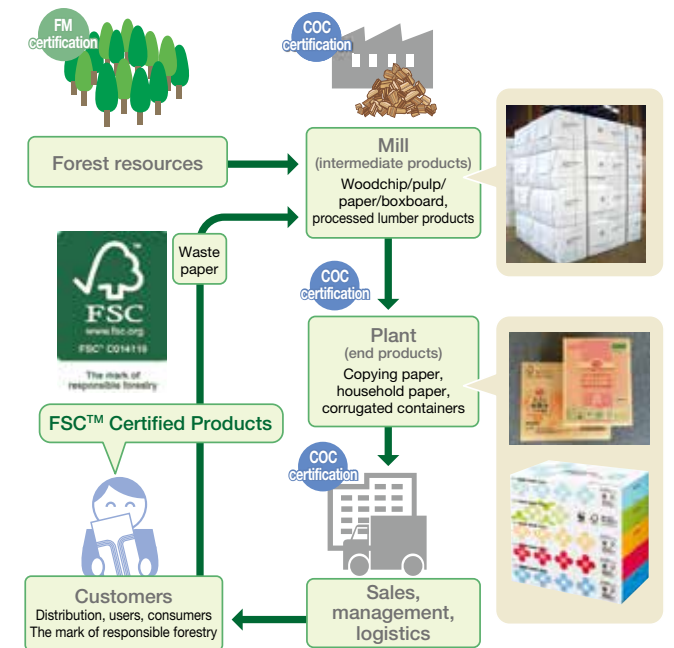 FM
certification
COC
certification
Forest resources
Mill
(intermediate products)
Woodchip/pulp/
paper/boxboard,
processed lumber products
Waste
paper
FSC
www.fsc.org
FSC™ C014119
The mark of
responsible forestry
COC
certification
Plant
(end products)
Copying paper,
household paper,
corrugated containers
FSC™ Certified Products
COC
certification
Customers
Distribution, users, consumers
The mark of responsible forestry
Sales,
management,
logistics